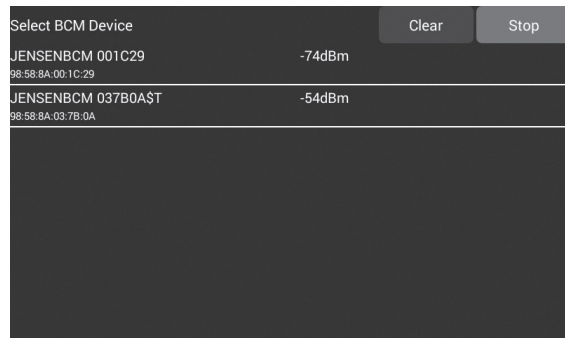 Select BCM Device Clear Stop
JENSENBCM 001C29 -74dBm
98:58:8A:00:1C:29
JENSENBCM 037B0A$T -54dBm
98:58:8A:03:7B:0A